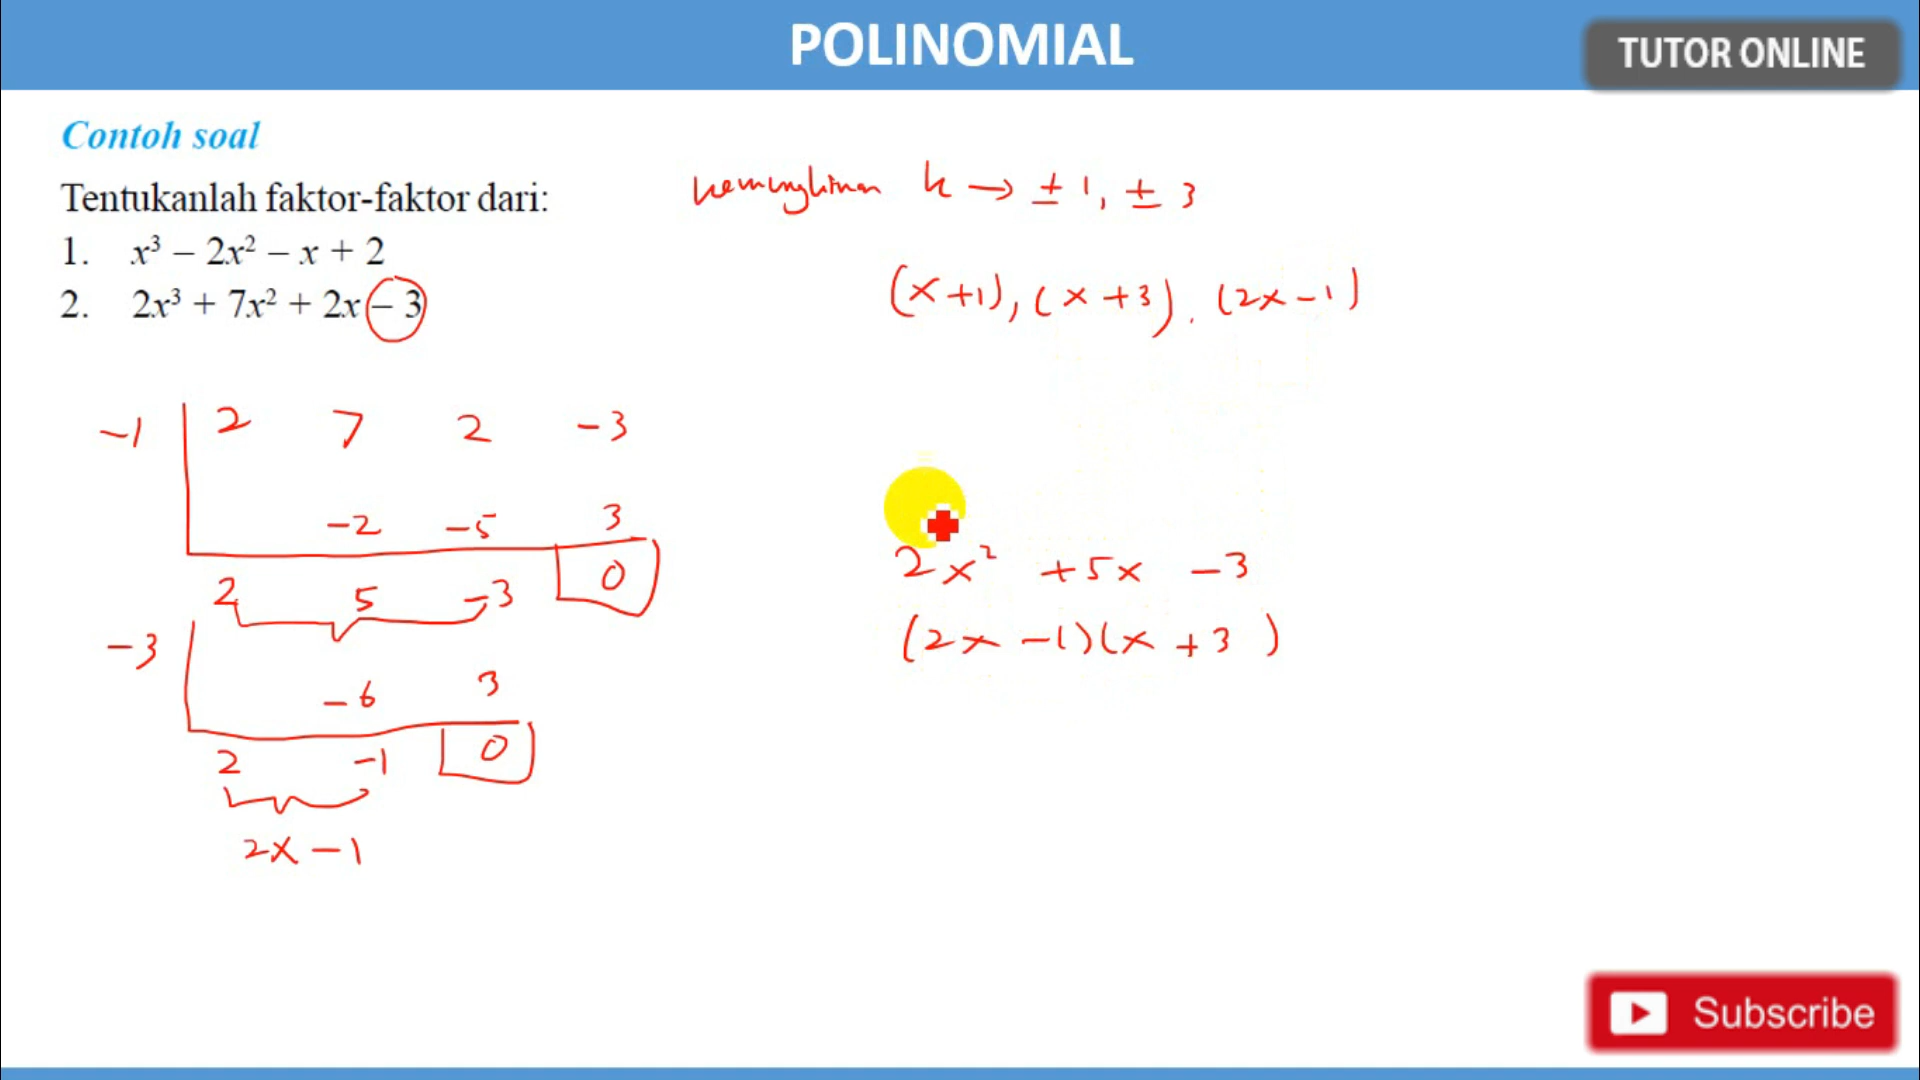 POLINOMIAL
TUTOR ONLINE
Contoh soal
Tentukanlah faktor-faktor dari:
1. x³ – 2x² – x + 2
2. 2x³ + 7x² + 2x – 3
kemungkinan k → ± 1, ± 3
(x+1), (x+3), (2x-1)
-1 2 7 2 -3
-2 -5 3
2 5 -3 0
-3
-6 3
2 -1 0
2x - 1
2x² +5x -3
(2x -1)(x +3)
Subscribe